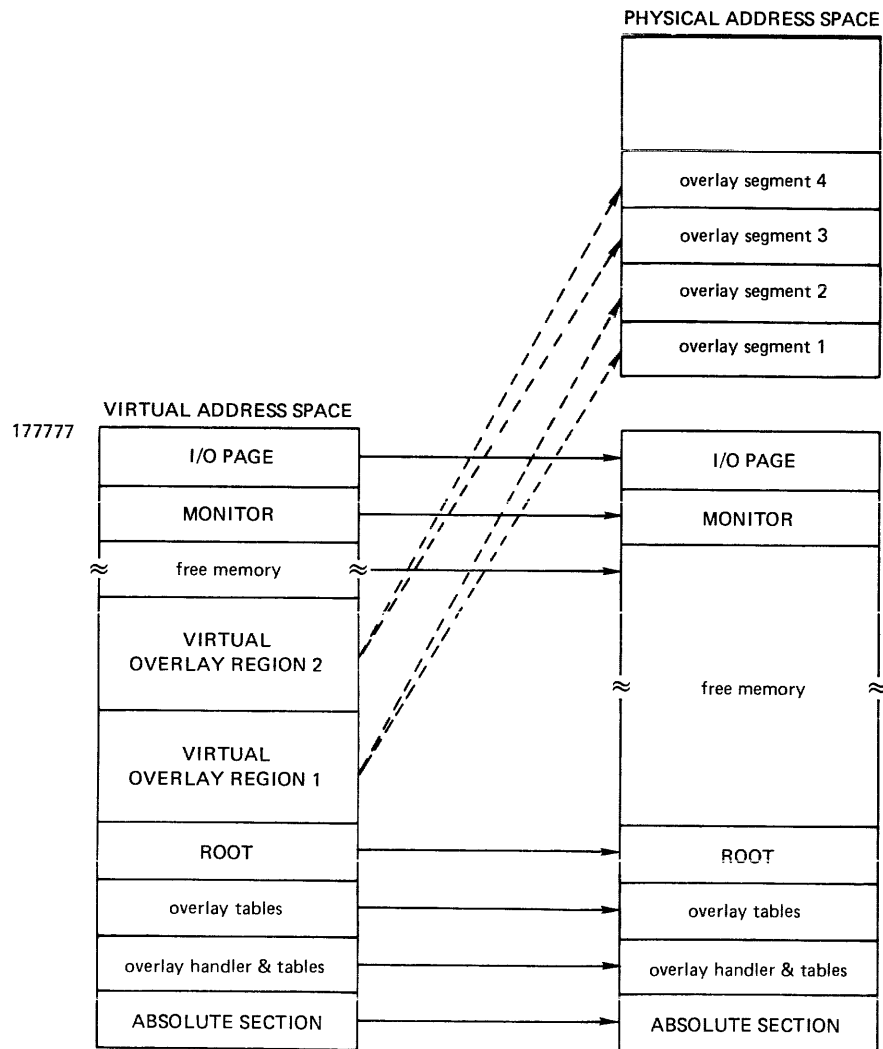 PHYSICAL ADDRESS SPACE
overlay segment 4
overlay segment 3
overlay segment 2
overlay segment 1
VIRTUAL ADDRESS SPACE
177777
I/O PAGE
I/O PAGE
MONITOR
MONITOR
≈ free memory ≈
VIRTUAL
OVERLAY REGION 2
≈ free memory ≈
VIRTUAL
OVERLAY REGION 1
ROOT
ROOT
overlay tables
overlay tables
overlay handler & tables
overlay handler & tables
ABSOLUTE SECTION
ABSOLUTE SECTION